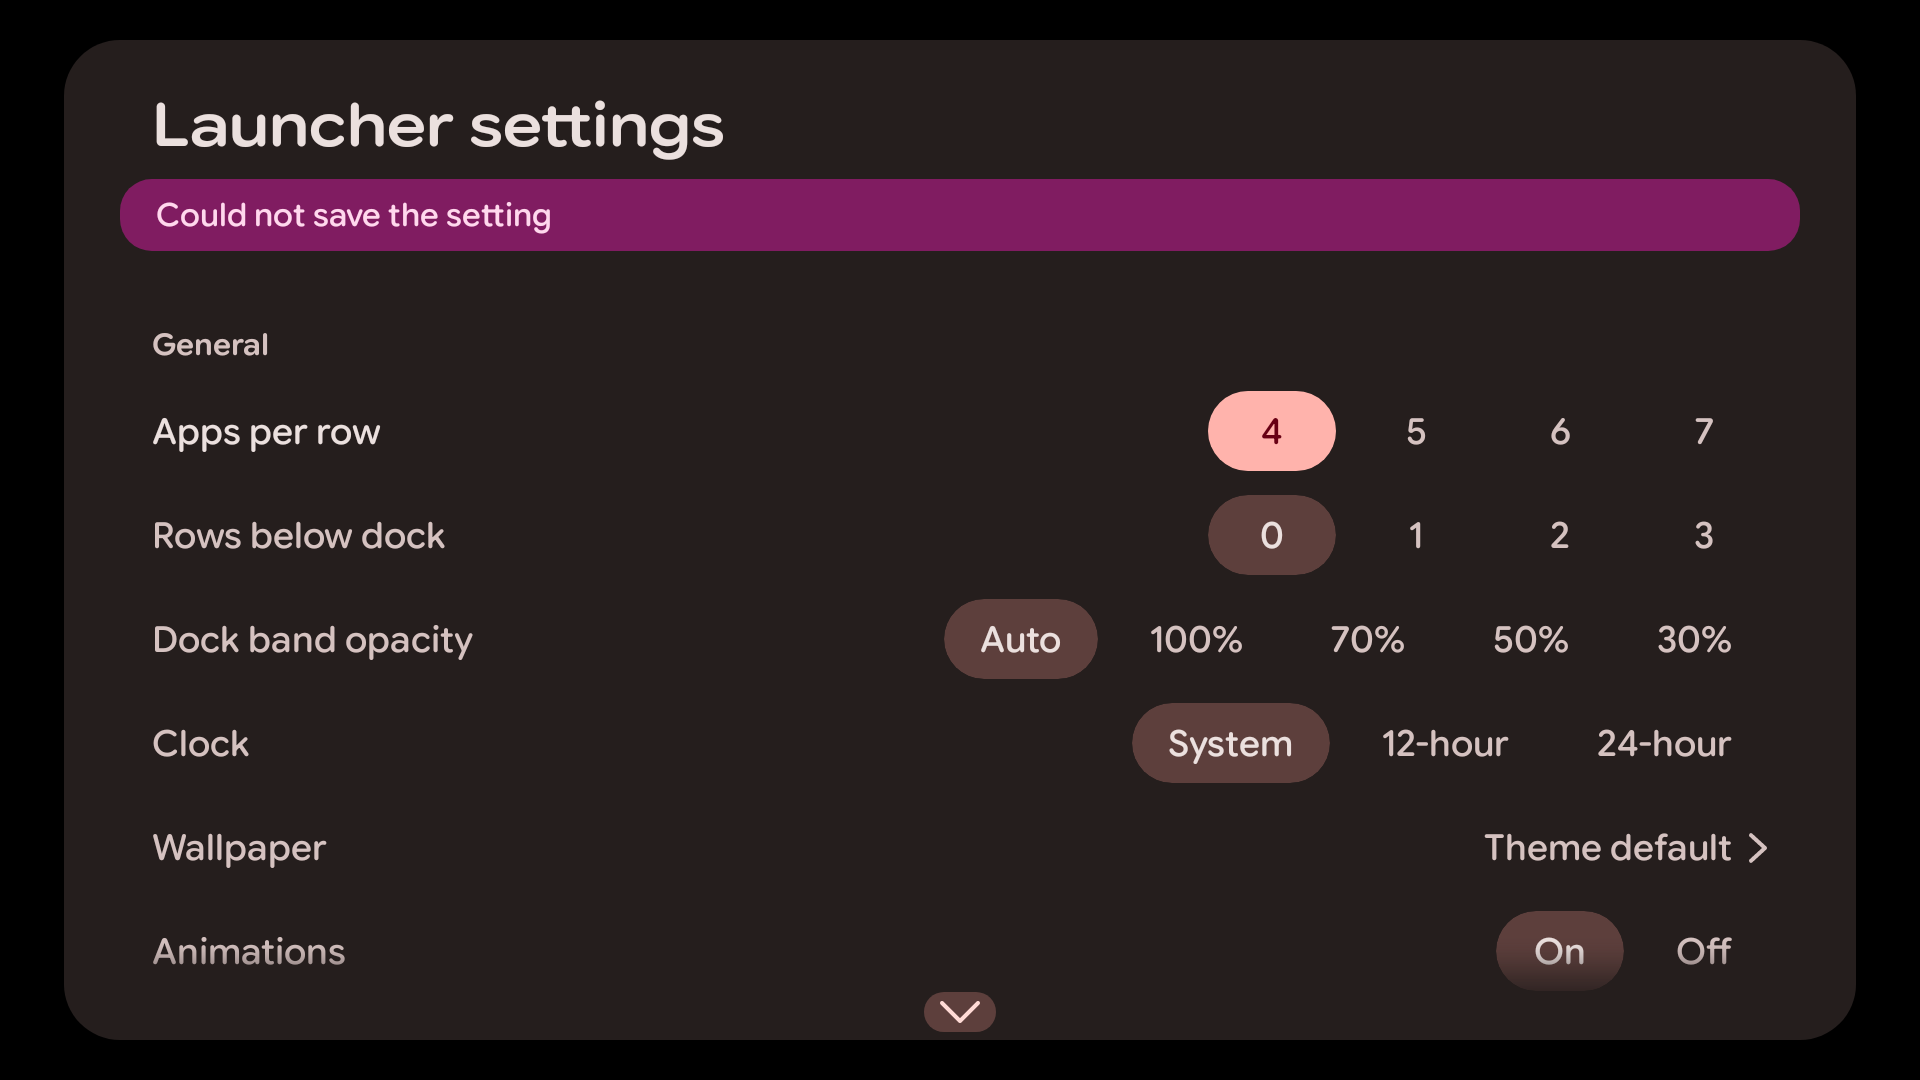 Launcher settings
Could not save the setting
General
Apps per row 4 5 6 7
Rows below dock 0 1 2 3
Dock band opacity Auto 100% 70% 50% 30%
Clock System 12-hour 24-hour
Wallpaper Theme default
Animations On Off